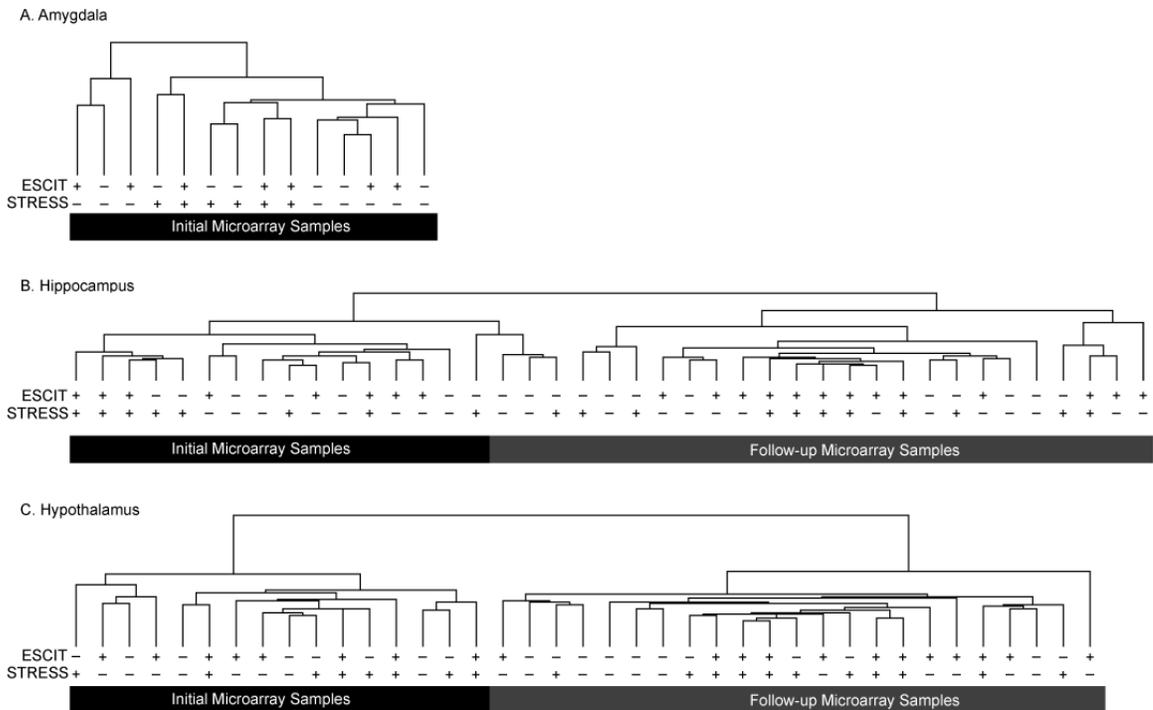 A. Amygdala
ESCIT + – + – + – – + + – – + + –
STRESS – – – + + + + + + – – – – –
Initial Microarray Samples
B. Hippocampus
ESCIT + + + – – + – – – + – + + + – – – – – – – – + – + + + + + + – + – – + – – – + + +
STRESS + + + + + – – – + – – + – – – + – – + + – + – – – – + + + + – + – + – – – + + – –
Initial Microarray Samples Follow-up Microarray Samples
C. Hypothalamus
ESCIT – + – + – + + + – – + – + – – + + – – – – – – – + + + – + – + + + + + + – – +
STRESS + – – – – + – – – + + + + – – + – – + – – – – + + + + + – + + + – – + – – + –
Initial Microarray Samples Follow-up Microarray Samples